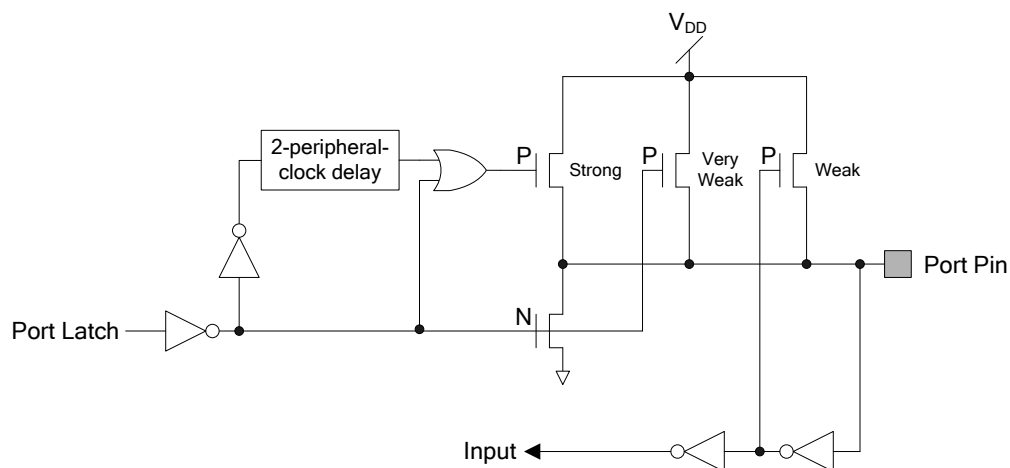 VDD
2-peripheral-
clock delay
P
Strong
P
Very
Weak
P
Weak
Port Pin
N
Port Latch
Input